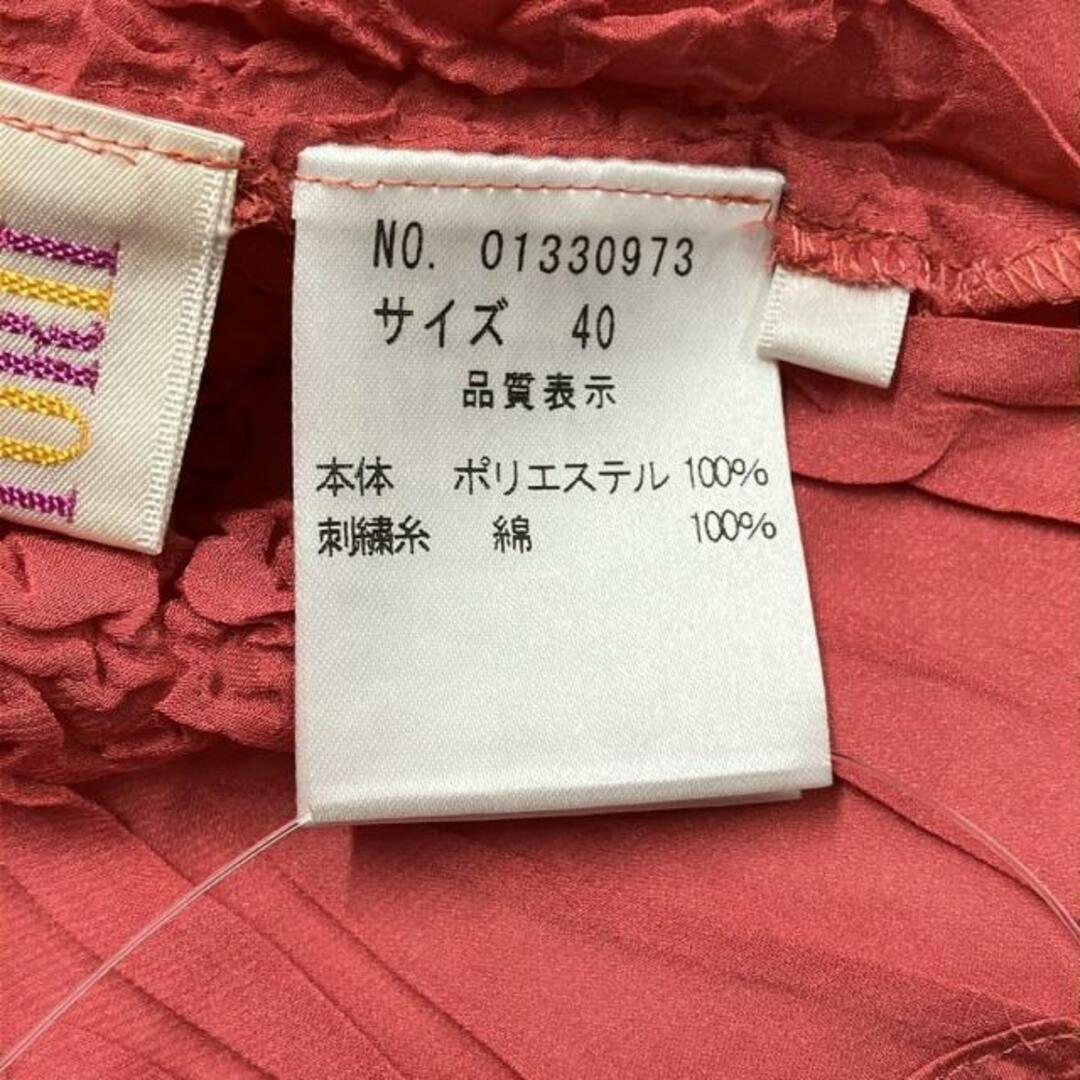 NO. 01330973
サイズ 40
品質表示
本体 ポリエステル 100%
刺繍糸 綿 100%